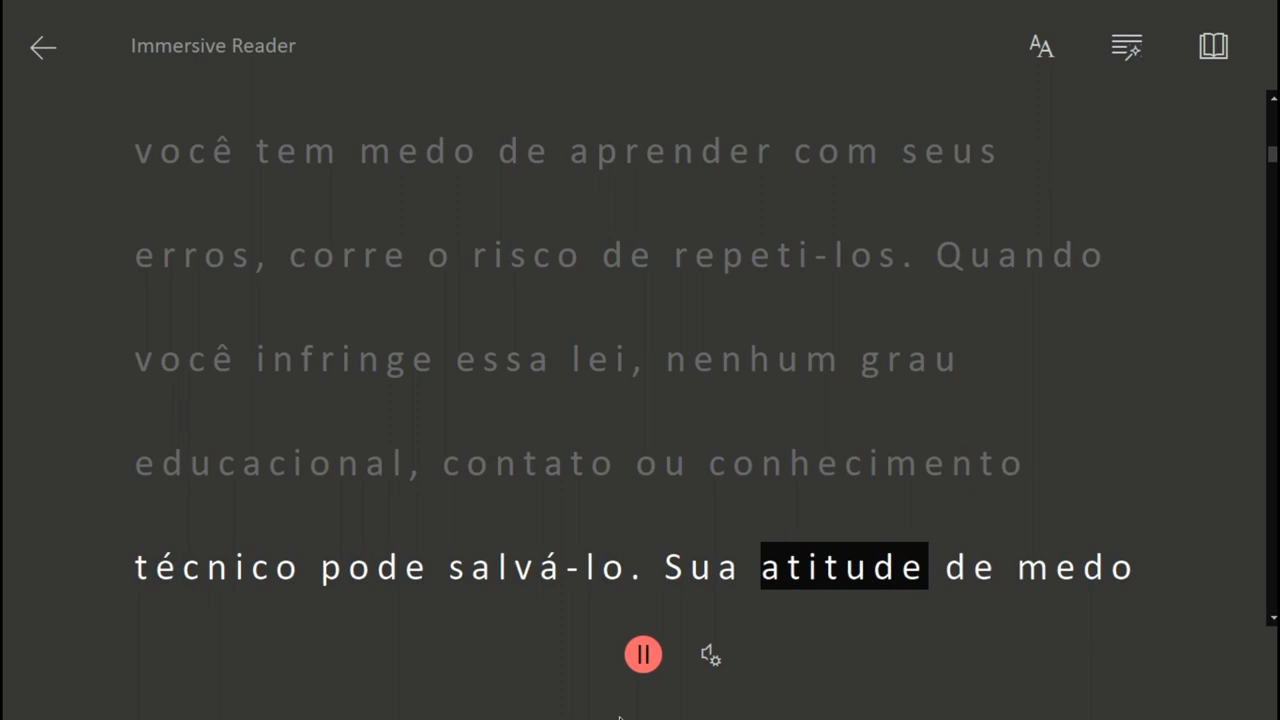 Immersive Reader
você tem medo de aprender com seus
erros, corre o risco de repeti-los. Quando
você infringe essa lei, nenhum grau
educacional, contato ou conhecimento
técnico pode salvá-lo. Sua atitude de medo